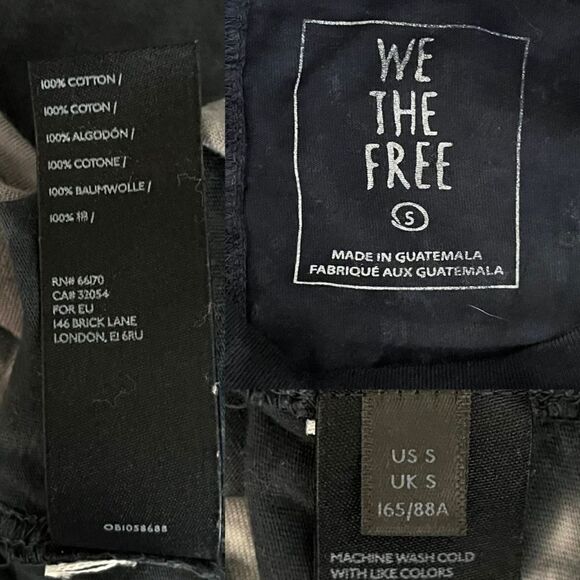 100% COTTON /
100% COTON /
100% ALGODÓN /
100% COTONE /
100% BAUMWOLLE /
100% 棉 /
RN# 66170
CA# 32054
FOR EU
146 BRICK LANE
LONDON, E1 6RU
OB1058688
WE
THE
FREE
S
MADE IN GUATEMALA
FABRIQUÉ AUX GUATEMALA
US S
UK S
165/88A
MACHINE WASH COLD
WITH LIKE COLORS